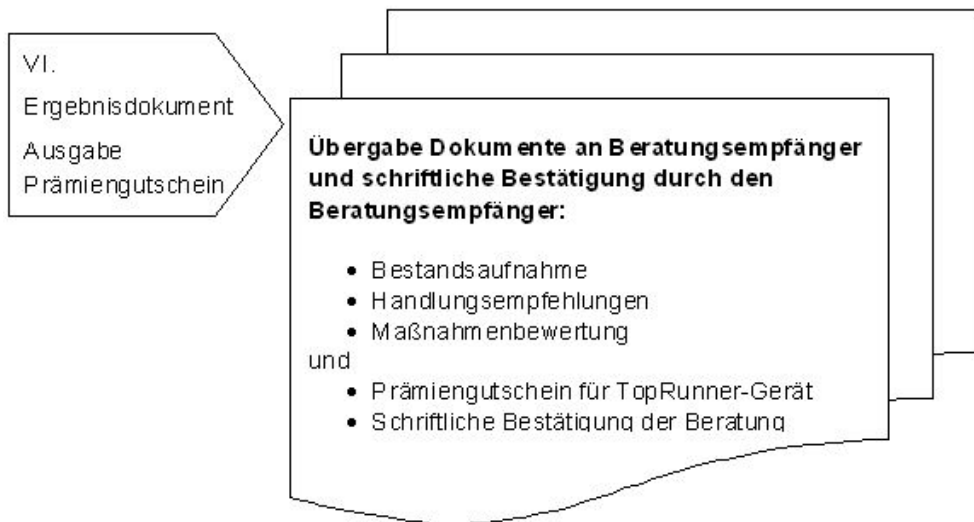 VI.
Ergebnisdokument
Ausgabe
Prämiengutschein
Übergabe Dokumente an Beratungsempfänger
und schriftliche Bestätigung durch den
Beratungsempfänger:
• Bestandsaufnahme
• Handlungsempfehlungen
• Maßnahmenbewertung
und
• Prämiengutschein für TopRunner-Gerät
• Schriftliche Bestätigung der Beratung